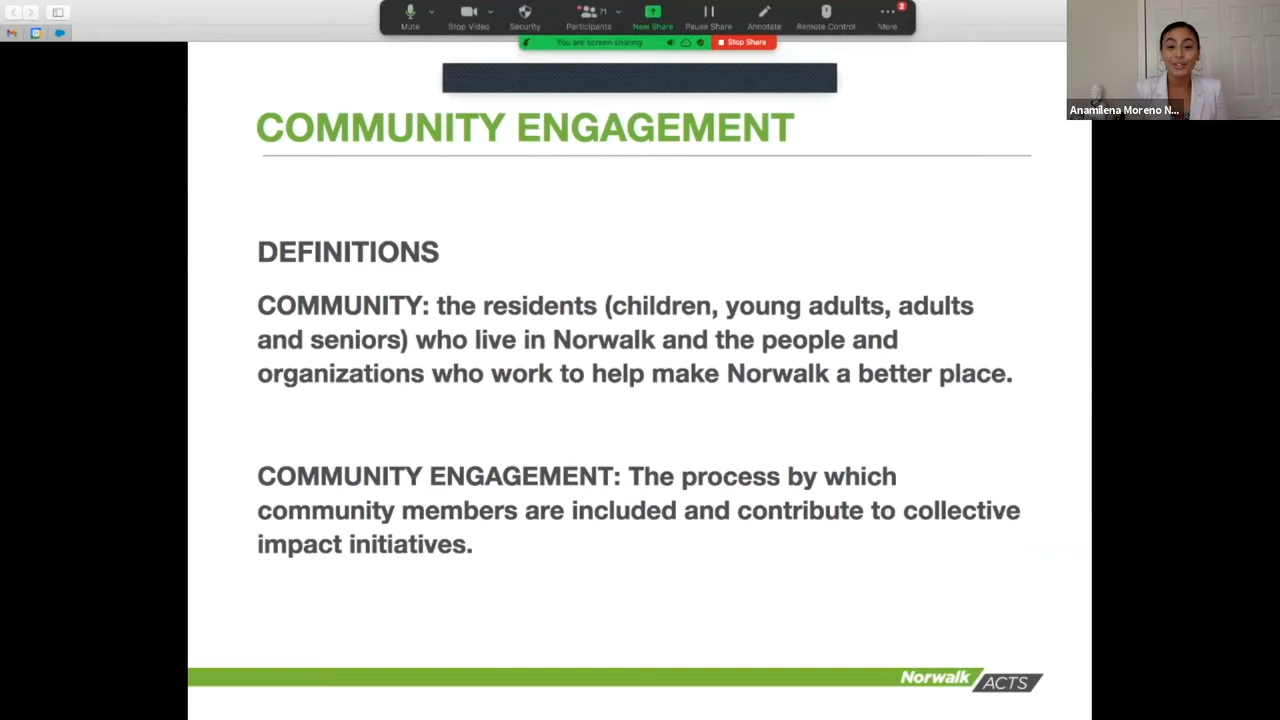 Mute
Stop Video
Security
71
Participants
New Share
Pause Share
Annotate
Remote Control
2
More
You are screen sharing
Stop Share
Anamilena Moreno N...
COMMUNITY ENGAGEMENT
DEFINITIONS
COMMUNITY: the residents (children, young adults, adults
and seniors) who live in Norwalk and the people and
organizations who work to help make Norwalk a better place.
COMMUNITY ENGAGEMENT: The process by which
community members are included and contribute to collective
impact initiatives.
Norwalk
ACTS